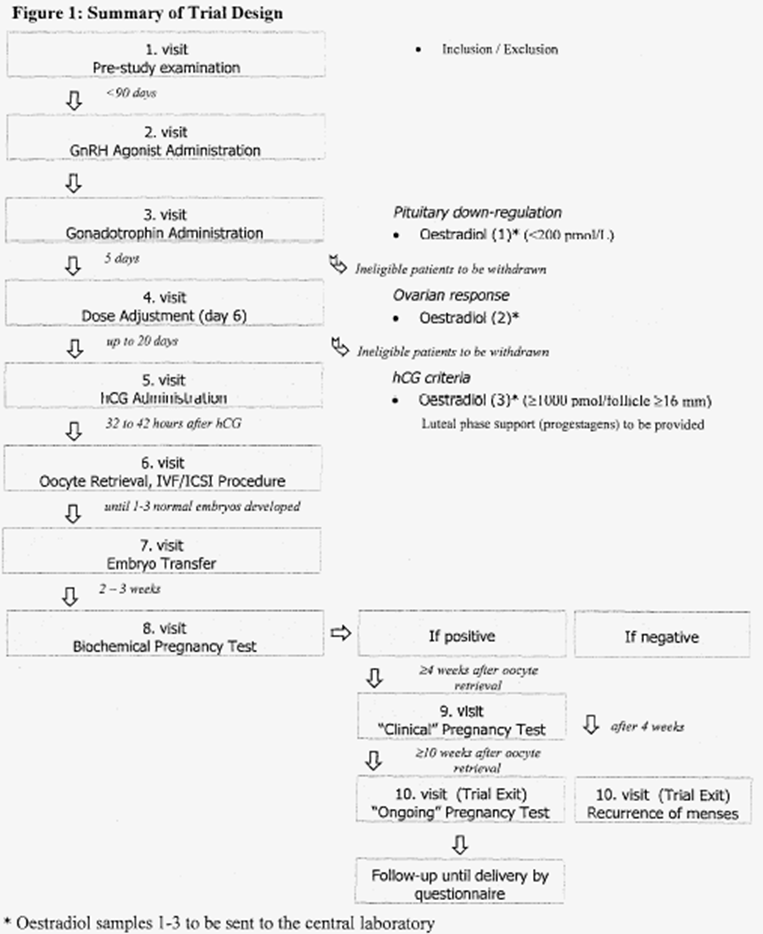 Figure 1: Summary of Trial Design
1. visit
Pre-study examination
• Inclusion / Exclusion
<90 days
2. visit
GnRH Agonist Administration
3. visit
Gonadotrophin Administration
Pituitary down-regulation
• Oestradiol (1)* (<200 pmol/L)
5 days
Ineligible patients to be withdrawn
4. visit
Dose Adjustment (day 6)
Ovarian response
• Oestradiol (2)*
up to 20 days
Ineligible patients to be withdrawn
5. visit
hCG Administration
hCG criteria
• Oestradiol (3)* (≥1000 pmol/follicle ≥16 mm)
Luteal phase support (progestagens) to be provided
32 to 42 hours after hCG
6. visit
Oocyte Retrieval, IVF/ICSI Procedure
until 1-3 normal embryos developed
7. visit
Embryo Transfer
2 – 3 weeks
8. visit
Biochemical Pregnancy Test
If positive
If negative
≥4 weeks after oocyte
retrieval
9. visit
"Clinical" Pregnancy Test
after 4 weeks
≥10 weeks after oocyte
retrieval
10. visit (Trial Exit)
"Ongoing" Pregnancy Test
10. visit (Trial Exit)
Recurrence of menses
Follow-up until delivery by
questionnaire
* Oestradiol samples 1-3 to be sent to the central laboratory